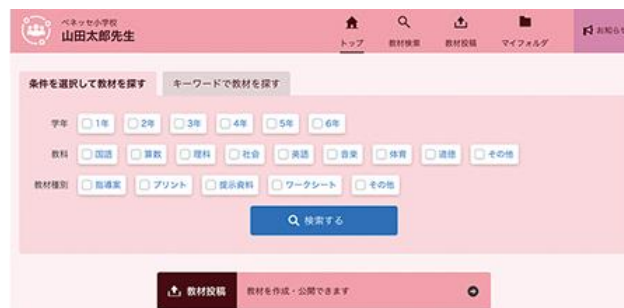 ベネッセ小学校
山田太郎先生
トップ
教材検索
教材投稿
マイフォルダ
お知らせ
条件を選択して教材を探す
キーワードで教材を探す
学年 1年 2年 3年 4年 5年 6年
教科 国語 算数 理科 社会 英語 音楽 体育 道徳 その他
教材種別 指導案 プリント 提示資料 ワークシート その他
検索する
教材投稿 教材を作成・公開できます